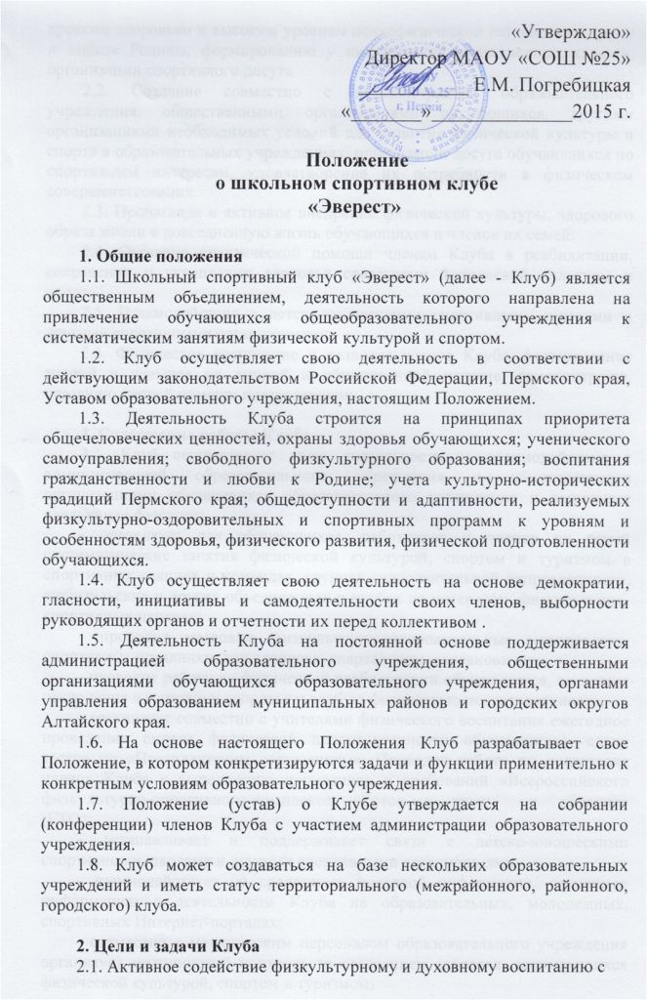 «Утверждаю»
Директор МАОУ «СОШ №25»
Е.М. Погребицкая
«_______»______________2015 г.
Положение
о школьном спортивном клубе
«Эверест»
1. Общие положения
1.1. Школьный спортивный клуб «Эверест» (далее - Клуб) является
общественным объединением, деятельность которого направлена на
привлечение обучающихся общеобразовательного учреждения к
систематическим занятиям физической культурой и спортом.
1.2. Клуб осуществляет свою деятельность в соответствии с
действующим законодательством Российской Федерации, Пермского края,
Уставом образовательного учреждения, настоящим Положением.
1.3. Деятельность Клуба строится на принципах приоритета
общечеловеческих ценностей, охраны здоровья обучающихся; ученического
самоуправления; свободного физкультурного образования; воспитания
гражданственности и любви к Родине; учета культурно-исторических
традиций Пермского края; общедоступности и адаптивности, реализуемых
физкультурно-оздоровительных и спортивных программ к уровням и
особенностям здоровья, физического развития, физической подготовленности
обучающихся.
1.4. Клуб осуществляет свою деятельность на основе демократии,
гласности, инициативы и самодеятельности своих членов, выборности
руководящих органов и отчетности их перед коллективом .
1.5. Деятельность Клуба на постоянной основе поддерживается
администрацией образовательного учреждения, общественными
организациями обучающихся образовательного учреждения, органами
управления образованием муниципальных районов и городских округов
Алтайского края.
1.6. На основе настоящего Положения Клуб разрабатывает свое
Положение, в котором конкретизируются задачи и функции применительно к
конкретным условиям образовательного учреждения.
1.7. Положение (устав) о Клубе утверждается на собрании
(конференции) членов Клуба с участием администрации образовательного
учреждения.
1.8. Клуб может создаваться на базе нескольких образовательных
учреждений и иметь статус территориального (межрайонного, районного,
городского) клуба.
2. Цели и задачи Клуба
2.1. Активное содействие физкультурному и духовному воспитанию с